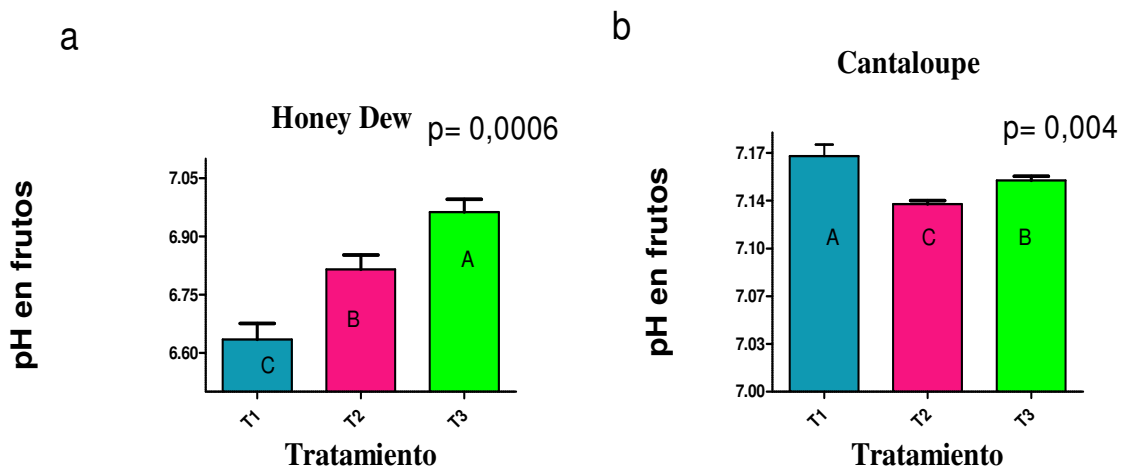 a
Honey Dew
p= 0,0006
pH en frutos
7.05
6.90
6.75
6.60
C
B
A
T1
T2
T3
Tratamiento
b
Cantaloupe
p= 0,004
pH en frutos
7.17
7.14
7.10
7.07
7.03
7.00
A
C
B
T1
T2
T3
Tratamiento